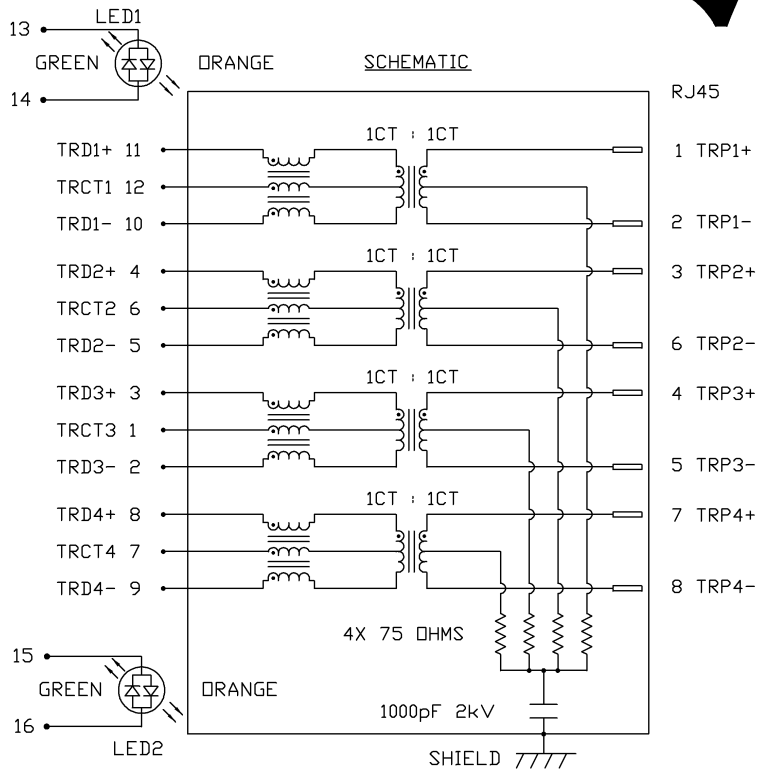 LED1
13
GREEN ORANGE SCHEMATIC
14
RJ45
1CT : 1CT
TRD1+ 11 1 TRP1+
TRCT1 12
TRD1- 10 2 TRP1-
1CT : 1CT
TRD2+ 4 3 TRP2+
TRCT2 6
TRD2- 5 6 TRP2-
1CT : 1CT
TRD3+ 3 4 TRP3+
TRCT3 1
TRD3- 2 5 TRP3-
1CT : 1CT
TRD4+ 8 7 TRP4+
TRCT4 7
TRD4- 9 8 TRP4-
4X 75 OHMS
15
GREEN ORANGE
1000pF 2kV
16
LED2
SHIELD